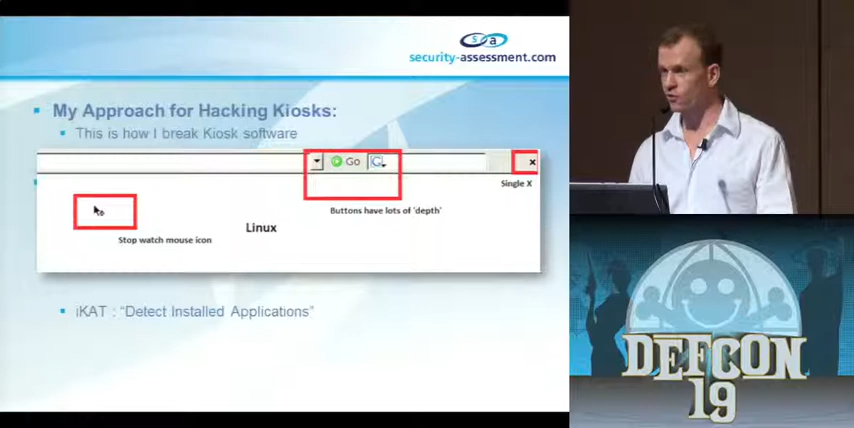 sa
security-assessment.com
My Approach for Hacking Kiosks:
This is how I break Kiosk software
Go
x
Single X
Buttons have lots of 'depth'
Linux
Stop watch mouse icon
iKAT : "Detect Installed Applications"
DEFCON
19